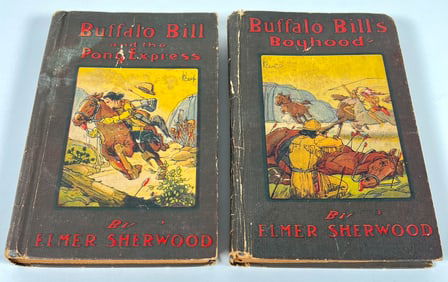 Buffalo Bill
and the
Pony Express
By
ELMER SHERWOOD
Buffalo Bill's
Boyhood
By
ELMER SHERWOOD